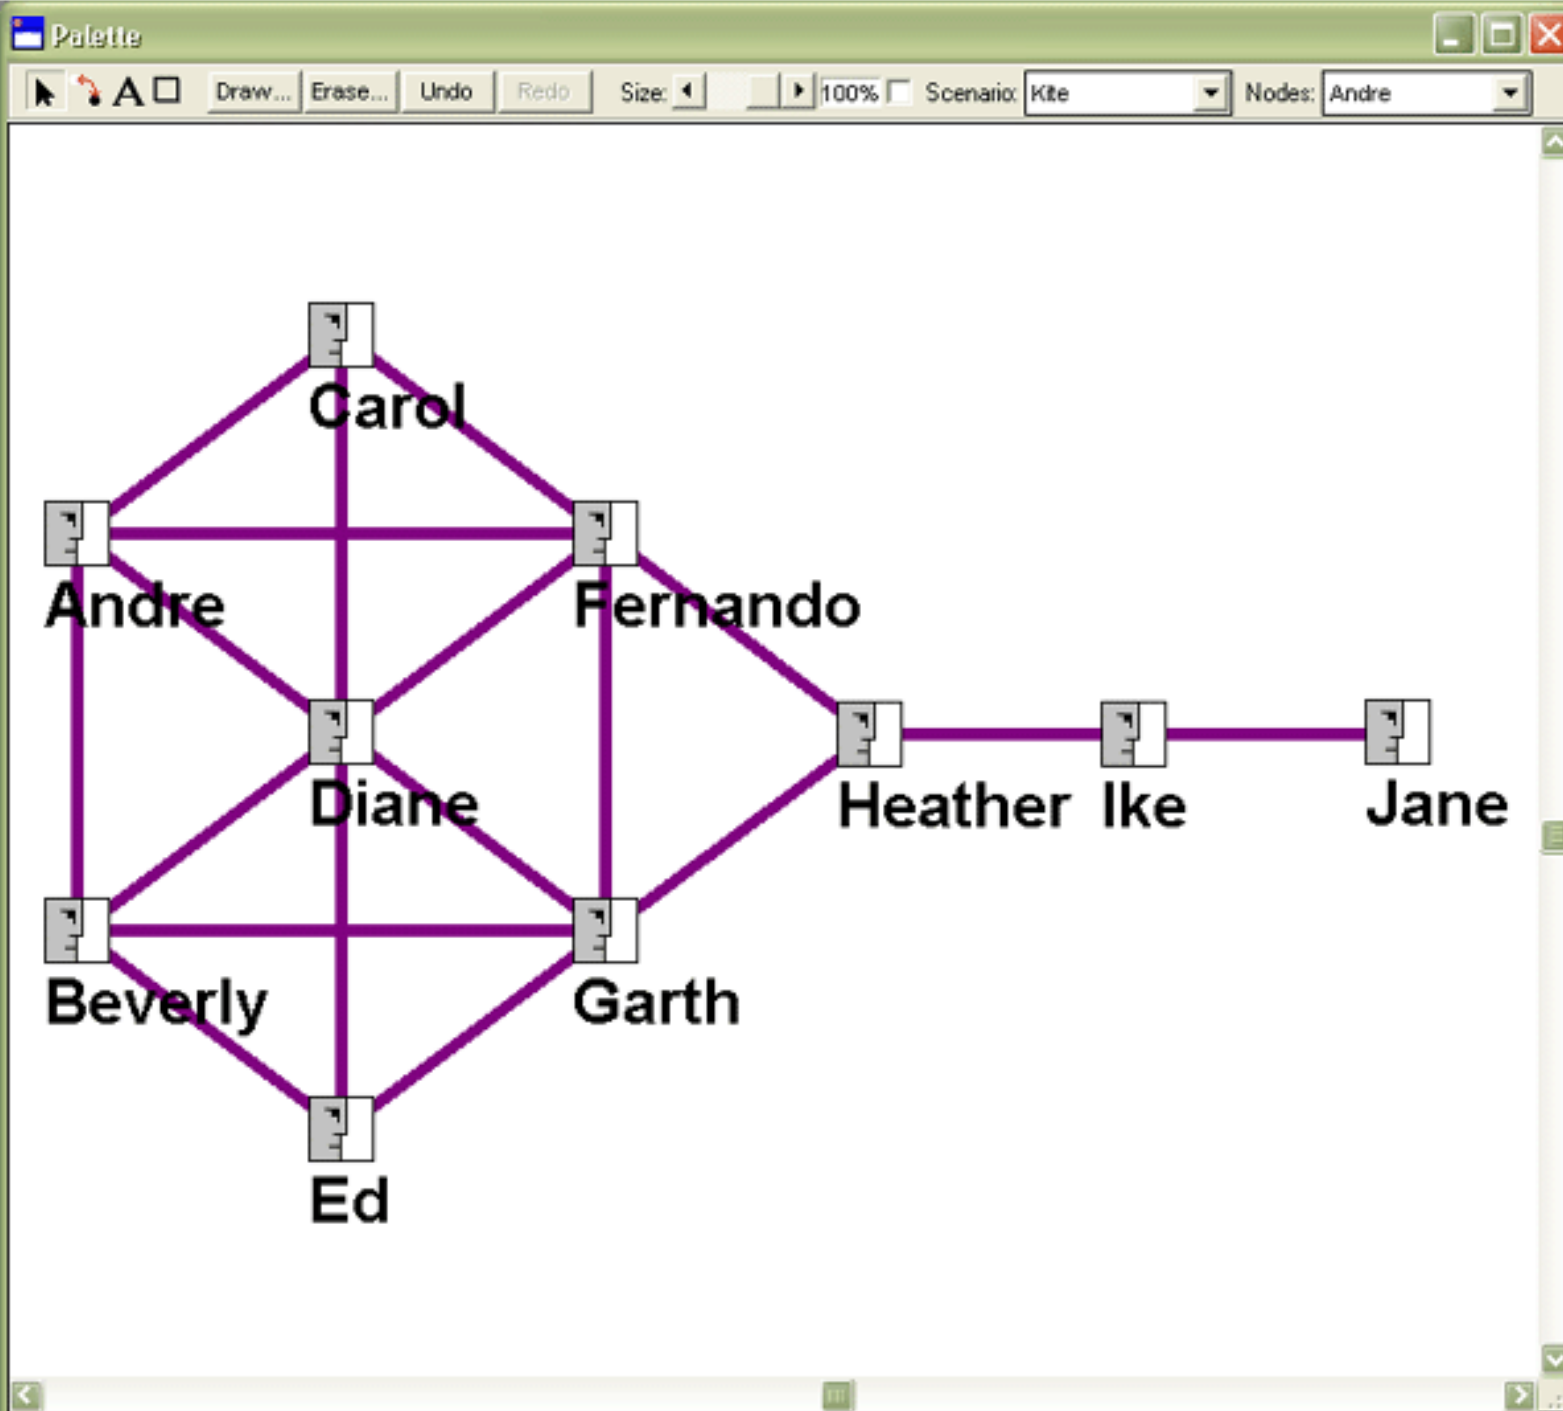 Palette
A Draw... Erase... Undo Redo Size: 100% Scenario: Kite Nodes: Andre
Carol
Andre Fernando
Diane Heather Ike Jane
Beverly Garth
Ed